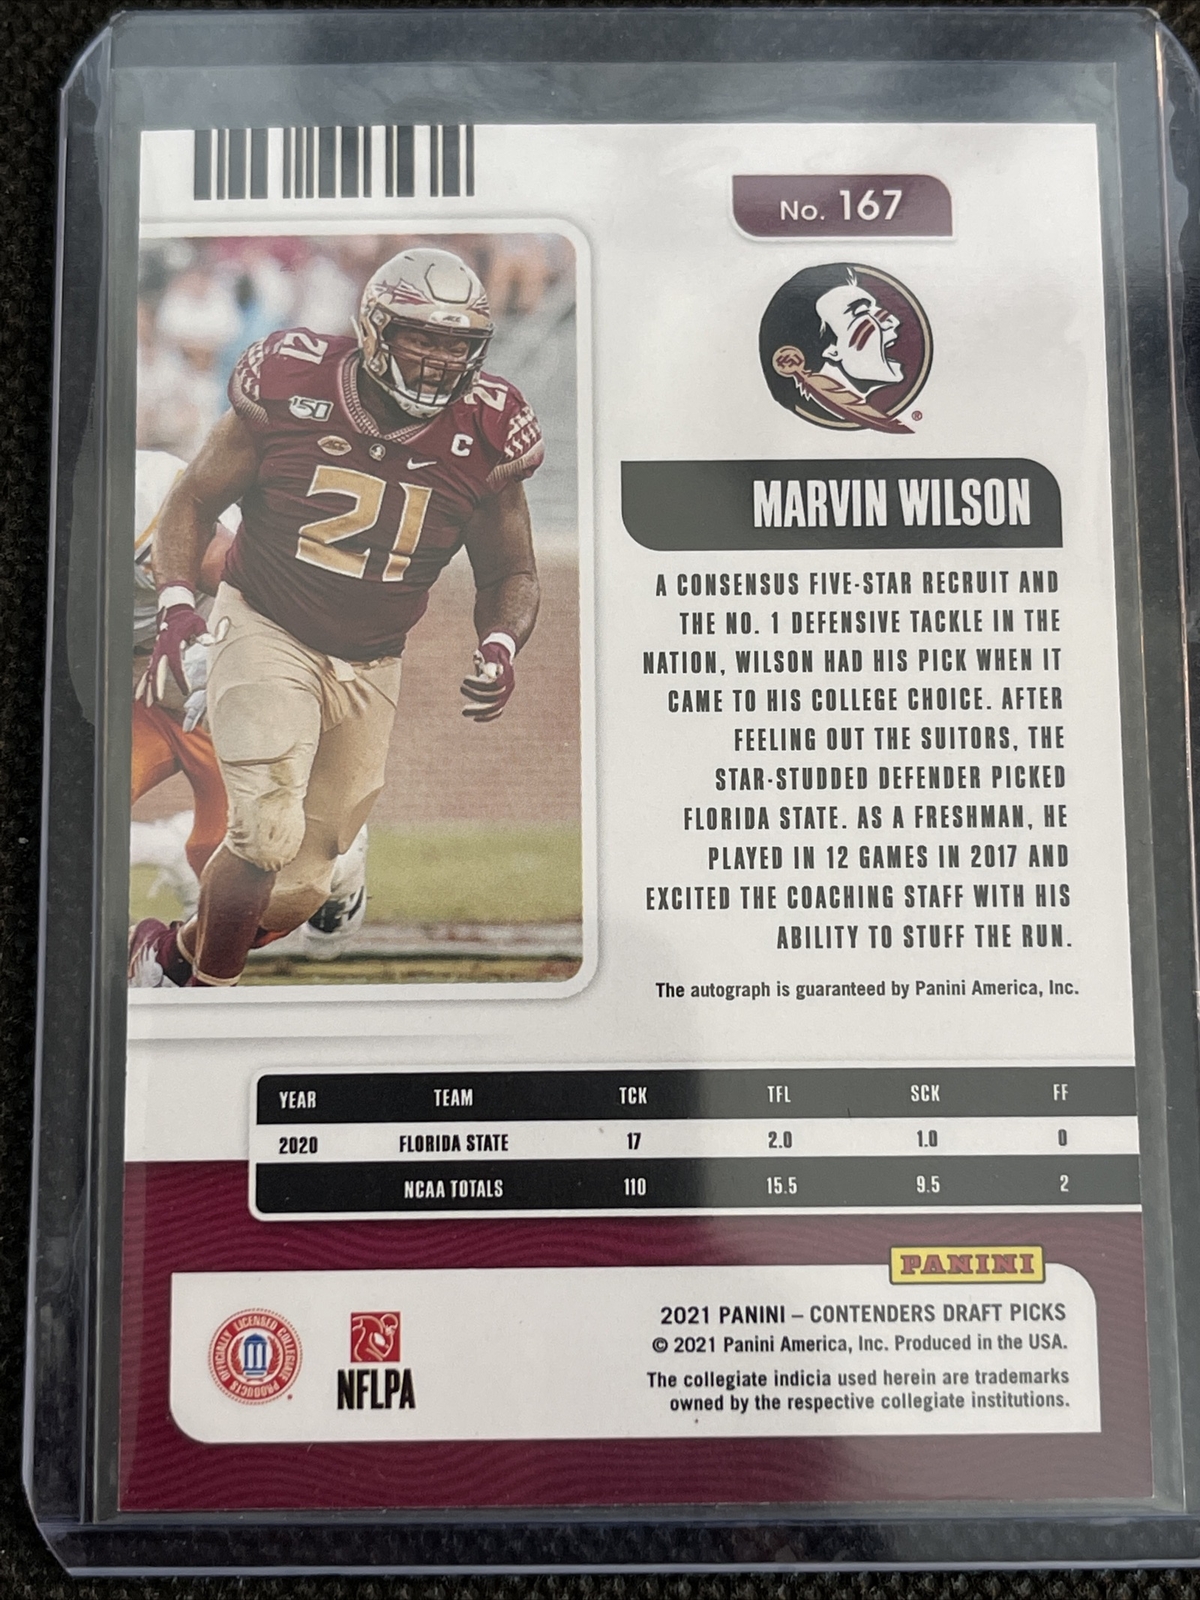 No. 167
21
21
150
ACC
C
21
MARVIN WILSON
A CONSENSUS FIVE-STAR RECRUIT AND
THE NO. 1 DEFENSIVE TACKLE IN THE
NATION, WILSON HAD HIS PICK WHEN IT
CAME TO HIS COLLEGE CHOICE. AFTER
FEELING OUT THE SUITORS, THE
STAR-STUDDED DEFENDER PICKED
FLORIDA STATE. AS A FRESHMAN, HE
PLAYED IN 12 GAMES IN 2017 AND
EXCITED THE COACHING STAFF WITH HIS
ABILITY TO STUFF THE RUN.
The autograph is guaranteed by Panini America, Inc.
YEAR TEAM TCK TFL SCK FF
2020 FLORIDA STATE 17 2.0 1.0 0
NCAA TOTALS 110 15.5 9.5 2
PANINI
OFFICIALLY LICENSED COLLEGIATE PRODUCTS
NFLPA
2021 PANINI – CONTENDERS DRAFT PICKS
© 2021 Panini America, Inc. Produced in the USA.
The collegiate indicia used herein are trademarks
owned by the respective collegiate institutions.